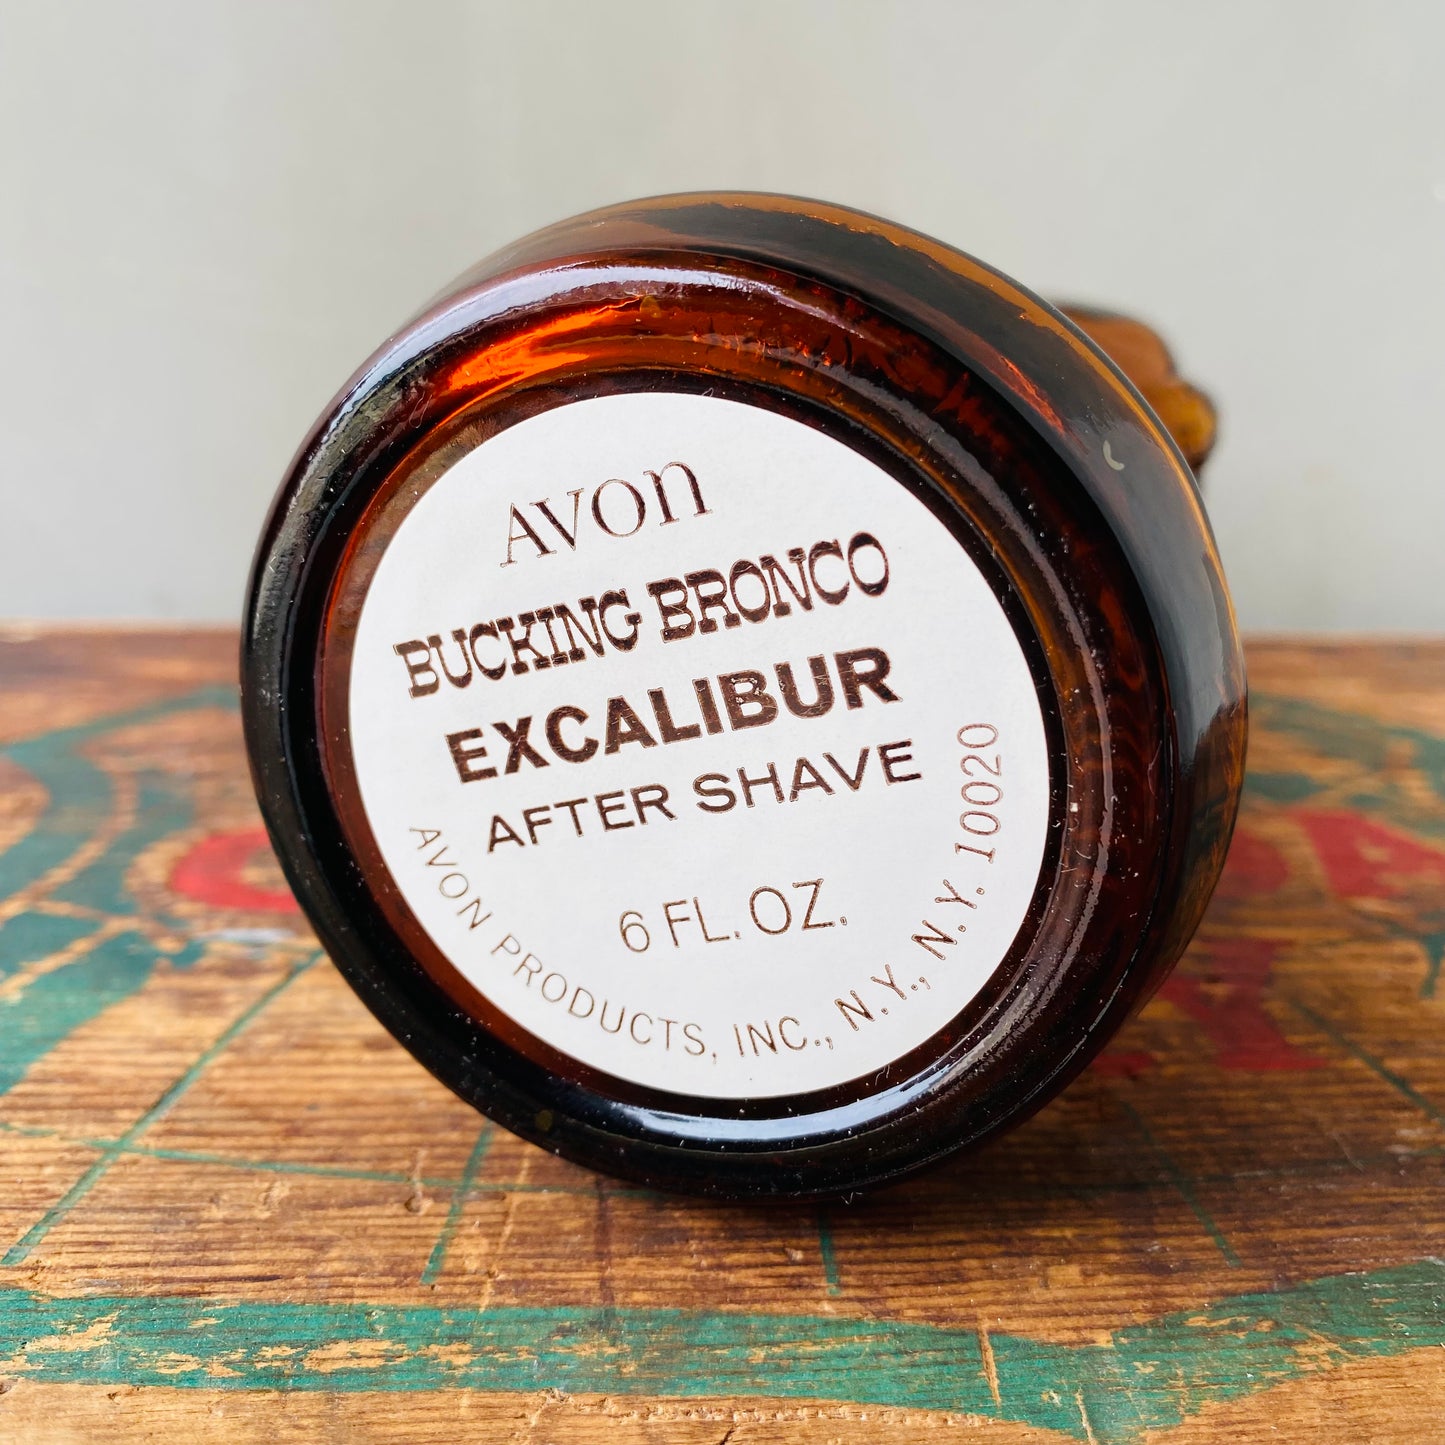 AVON
BUCKING BRONCO
EXCALIBUR
AFTER SHAVE
6 FL. OZ.
AVON PRODUCTS, INC., N.Y., N.Y. 10020